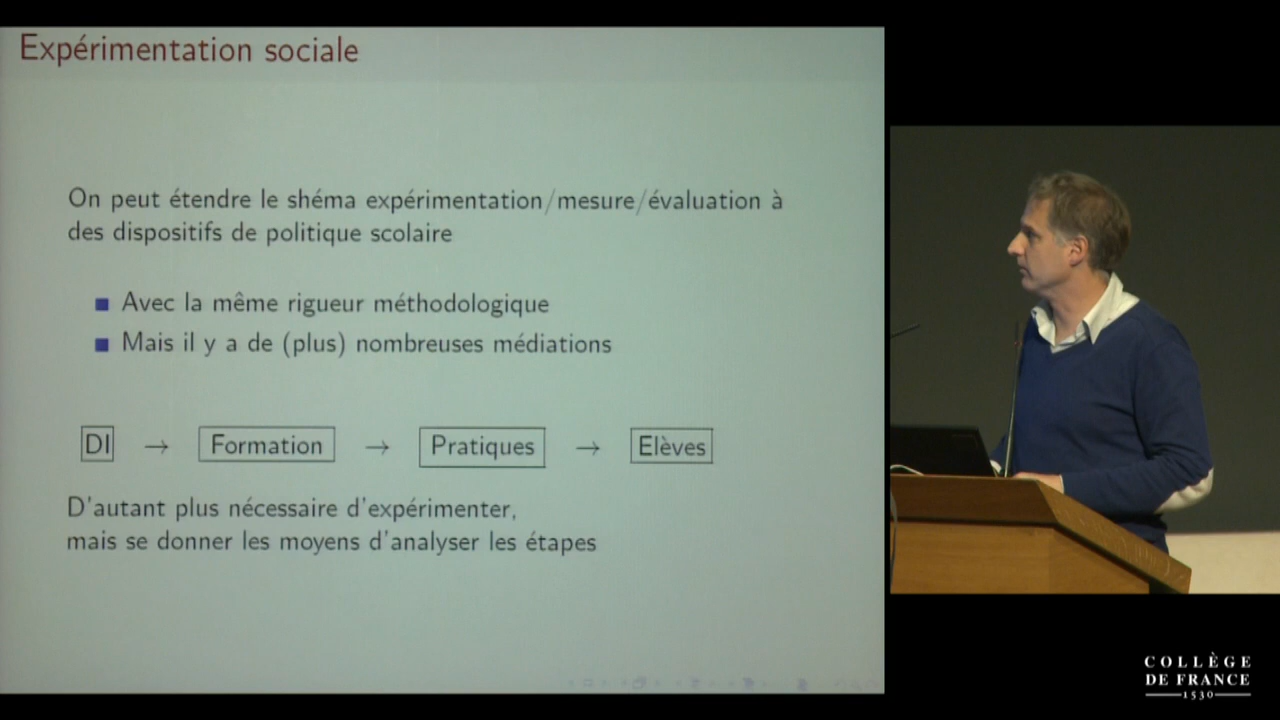 Expérimentation sociale
On peut étendre le shéma expérimentation/mesure/évaluation à
des dispositifs de politique scolaire
Avec la même rigueur méthodologique
Mais il y a de (plus) nombreuses médiations
DI → Formation → Pratiques → Elèves
D'autant plus nécessaire d'expérimenter,
mais se donner les moyens d'analyser les étapes
COLLÈGE
DE FRANCE
1530